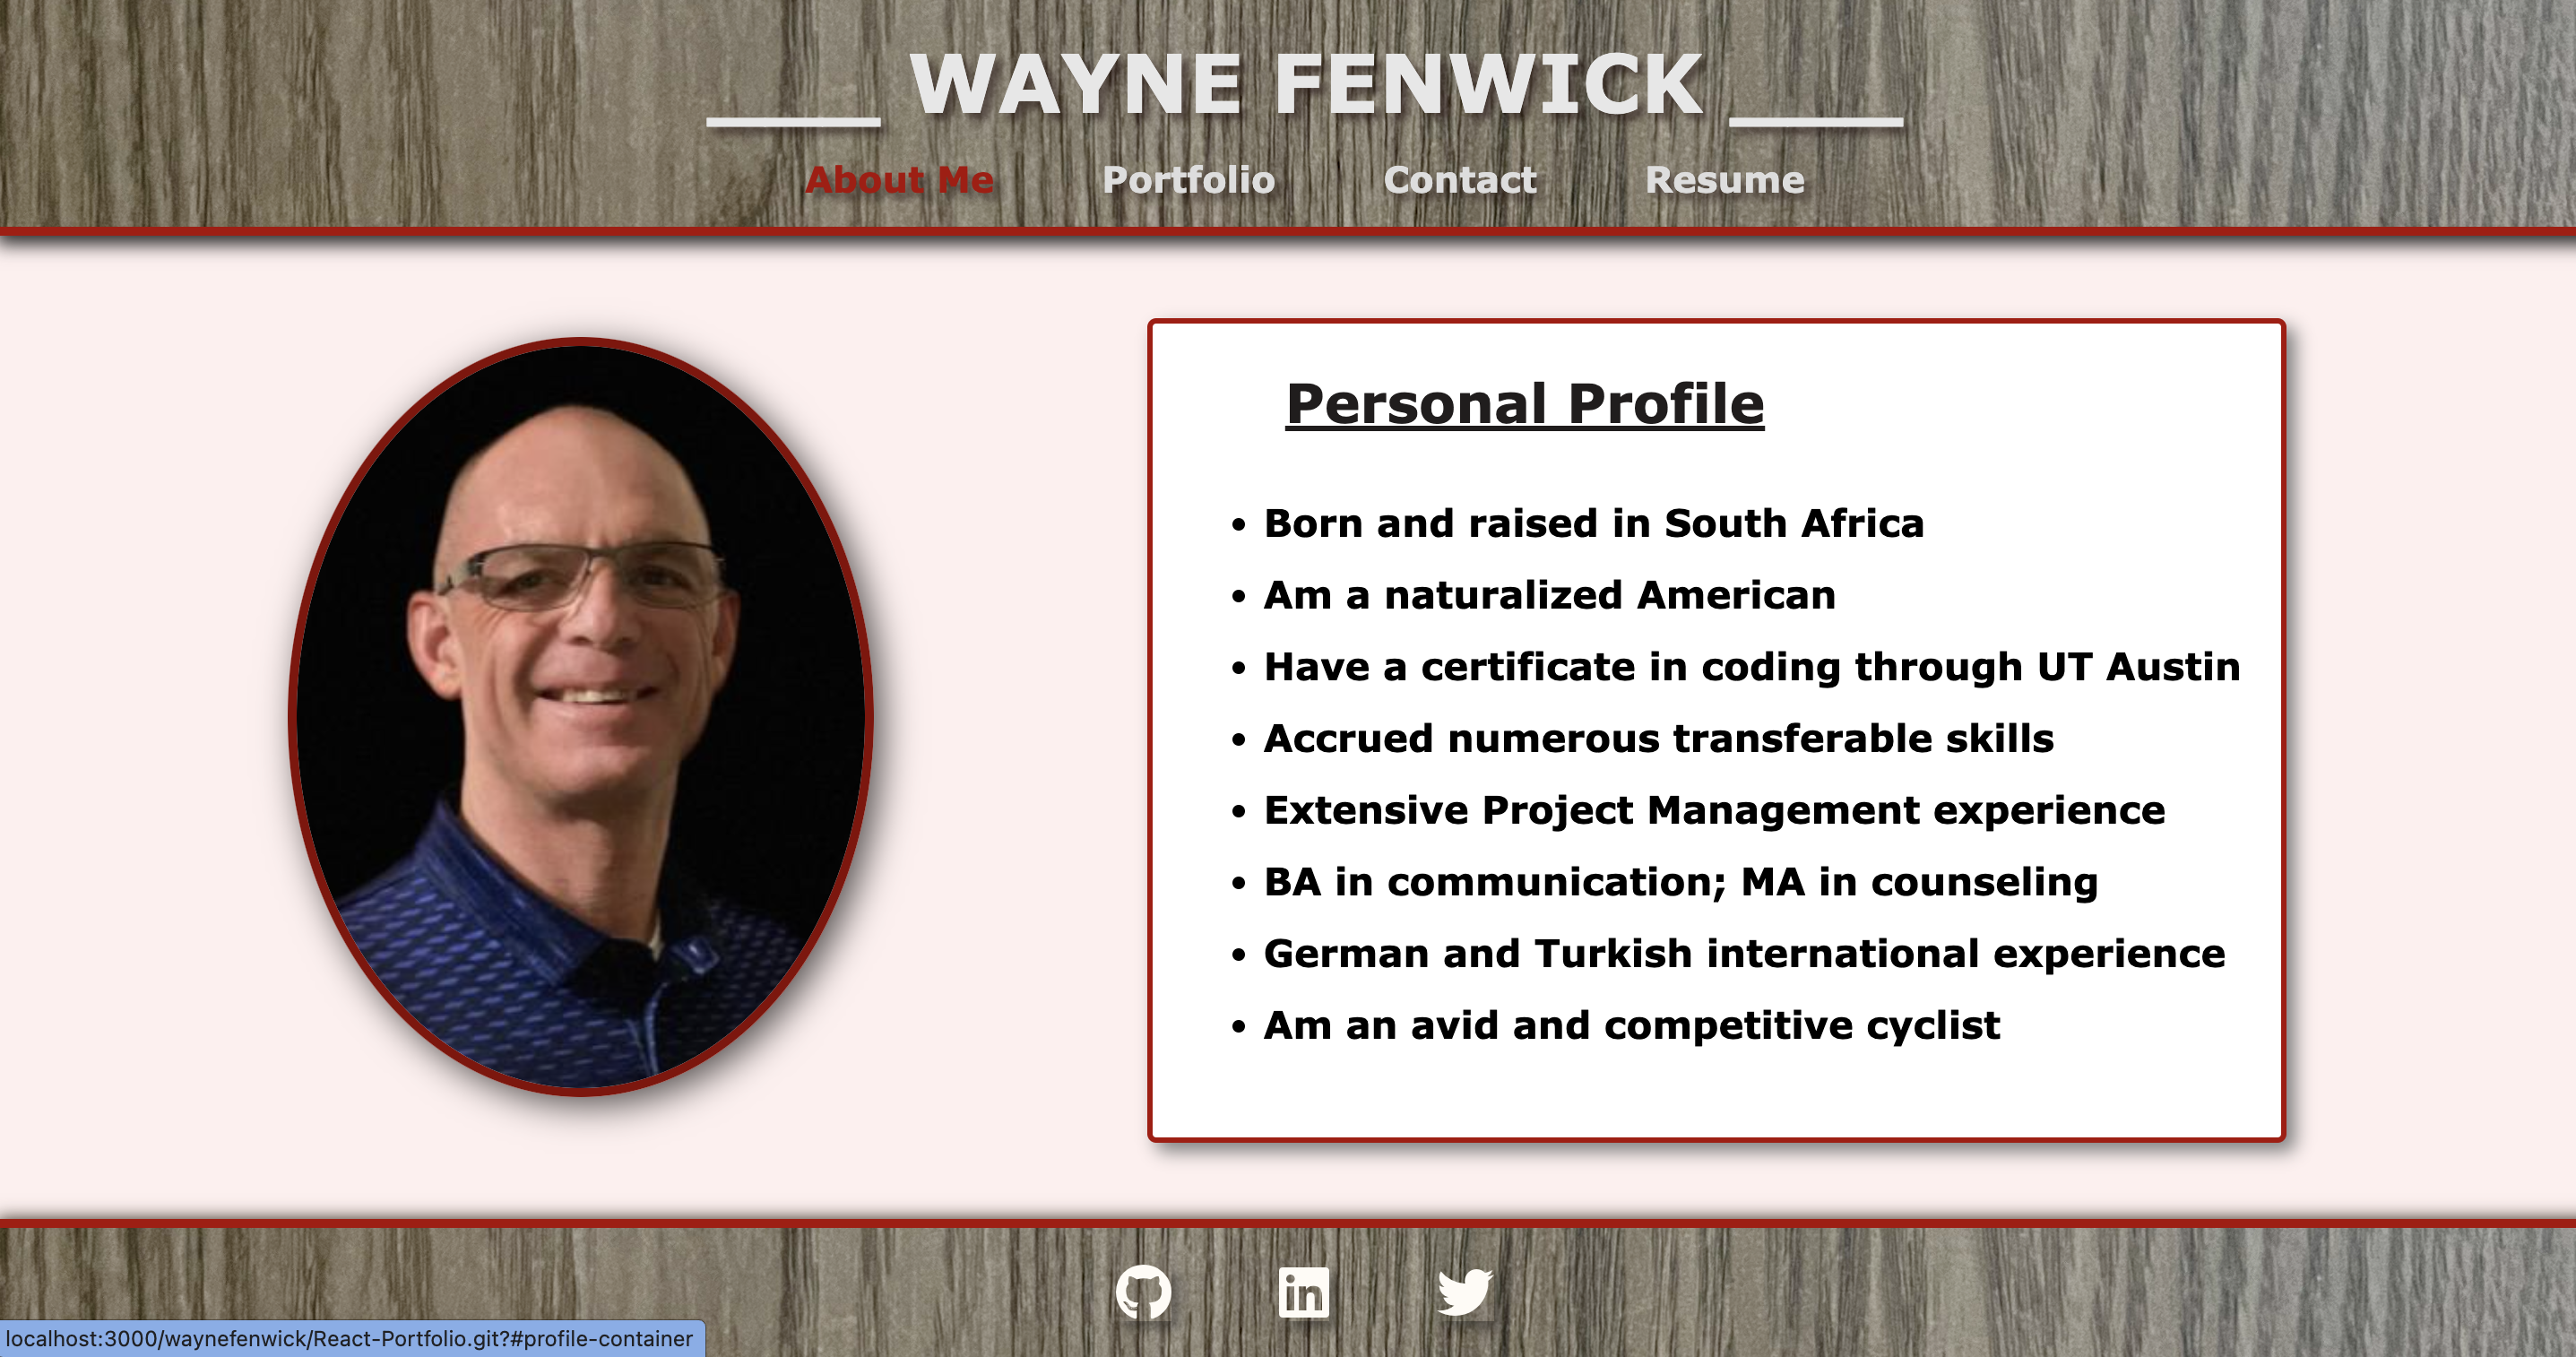 ____ WAYNE FENWICK ____
About Me Portfolio Contact Resume
Personal Profile
• Born and raised in South Africa
• Am a naturalized American
• Have a certificate in coding through UT Austin
• Accrued numerous transferable skills
• Extensive Project Management experience
• BA in communication; MA in counseling
• German and Turkish international experience
• Am an avid and competitive cyclist
in
localhost:3000/waynefenwick/React-Portfolio.git?#profile-container